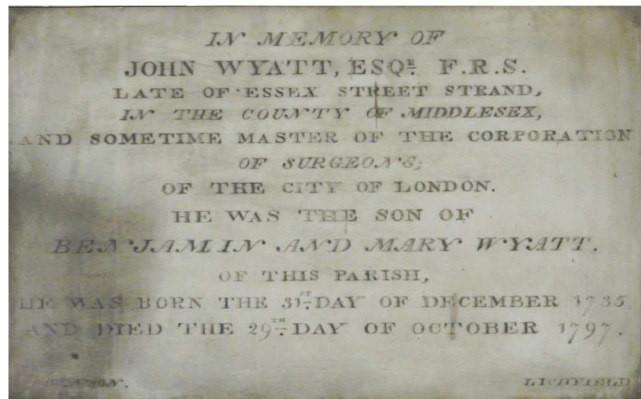 IN MEMORY OF
JOHN WYATT, ESQR. F.R.S.
LATE OF ESSEX STREET STRAND,
IN THE COUNTY OF MIDDLESEX,
AND SOMETIME MASTER OF THE CORPORATION
OF SURGEONS;
OF THE CITY OF LONDON.
HE WAS THE SON OF
BENJAMIN AND MARY WYATT.
OF THIS PARISH,
HE WAS BORN THE 31ST. DAY OF DECEMBER 1735
AND DIED THE 29TH. DAY OF OCTOBER 1797.
LICHFIELD